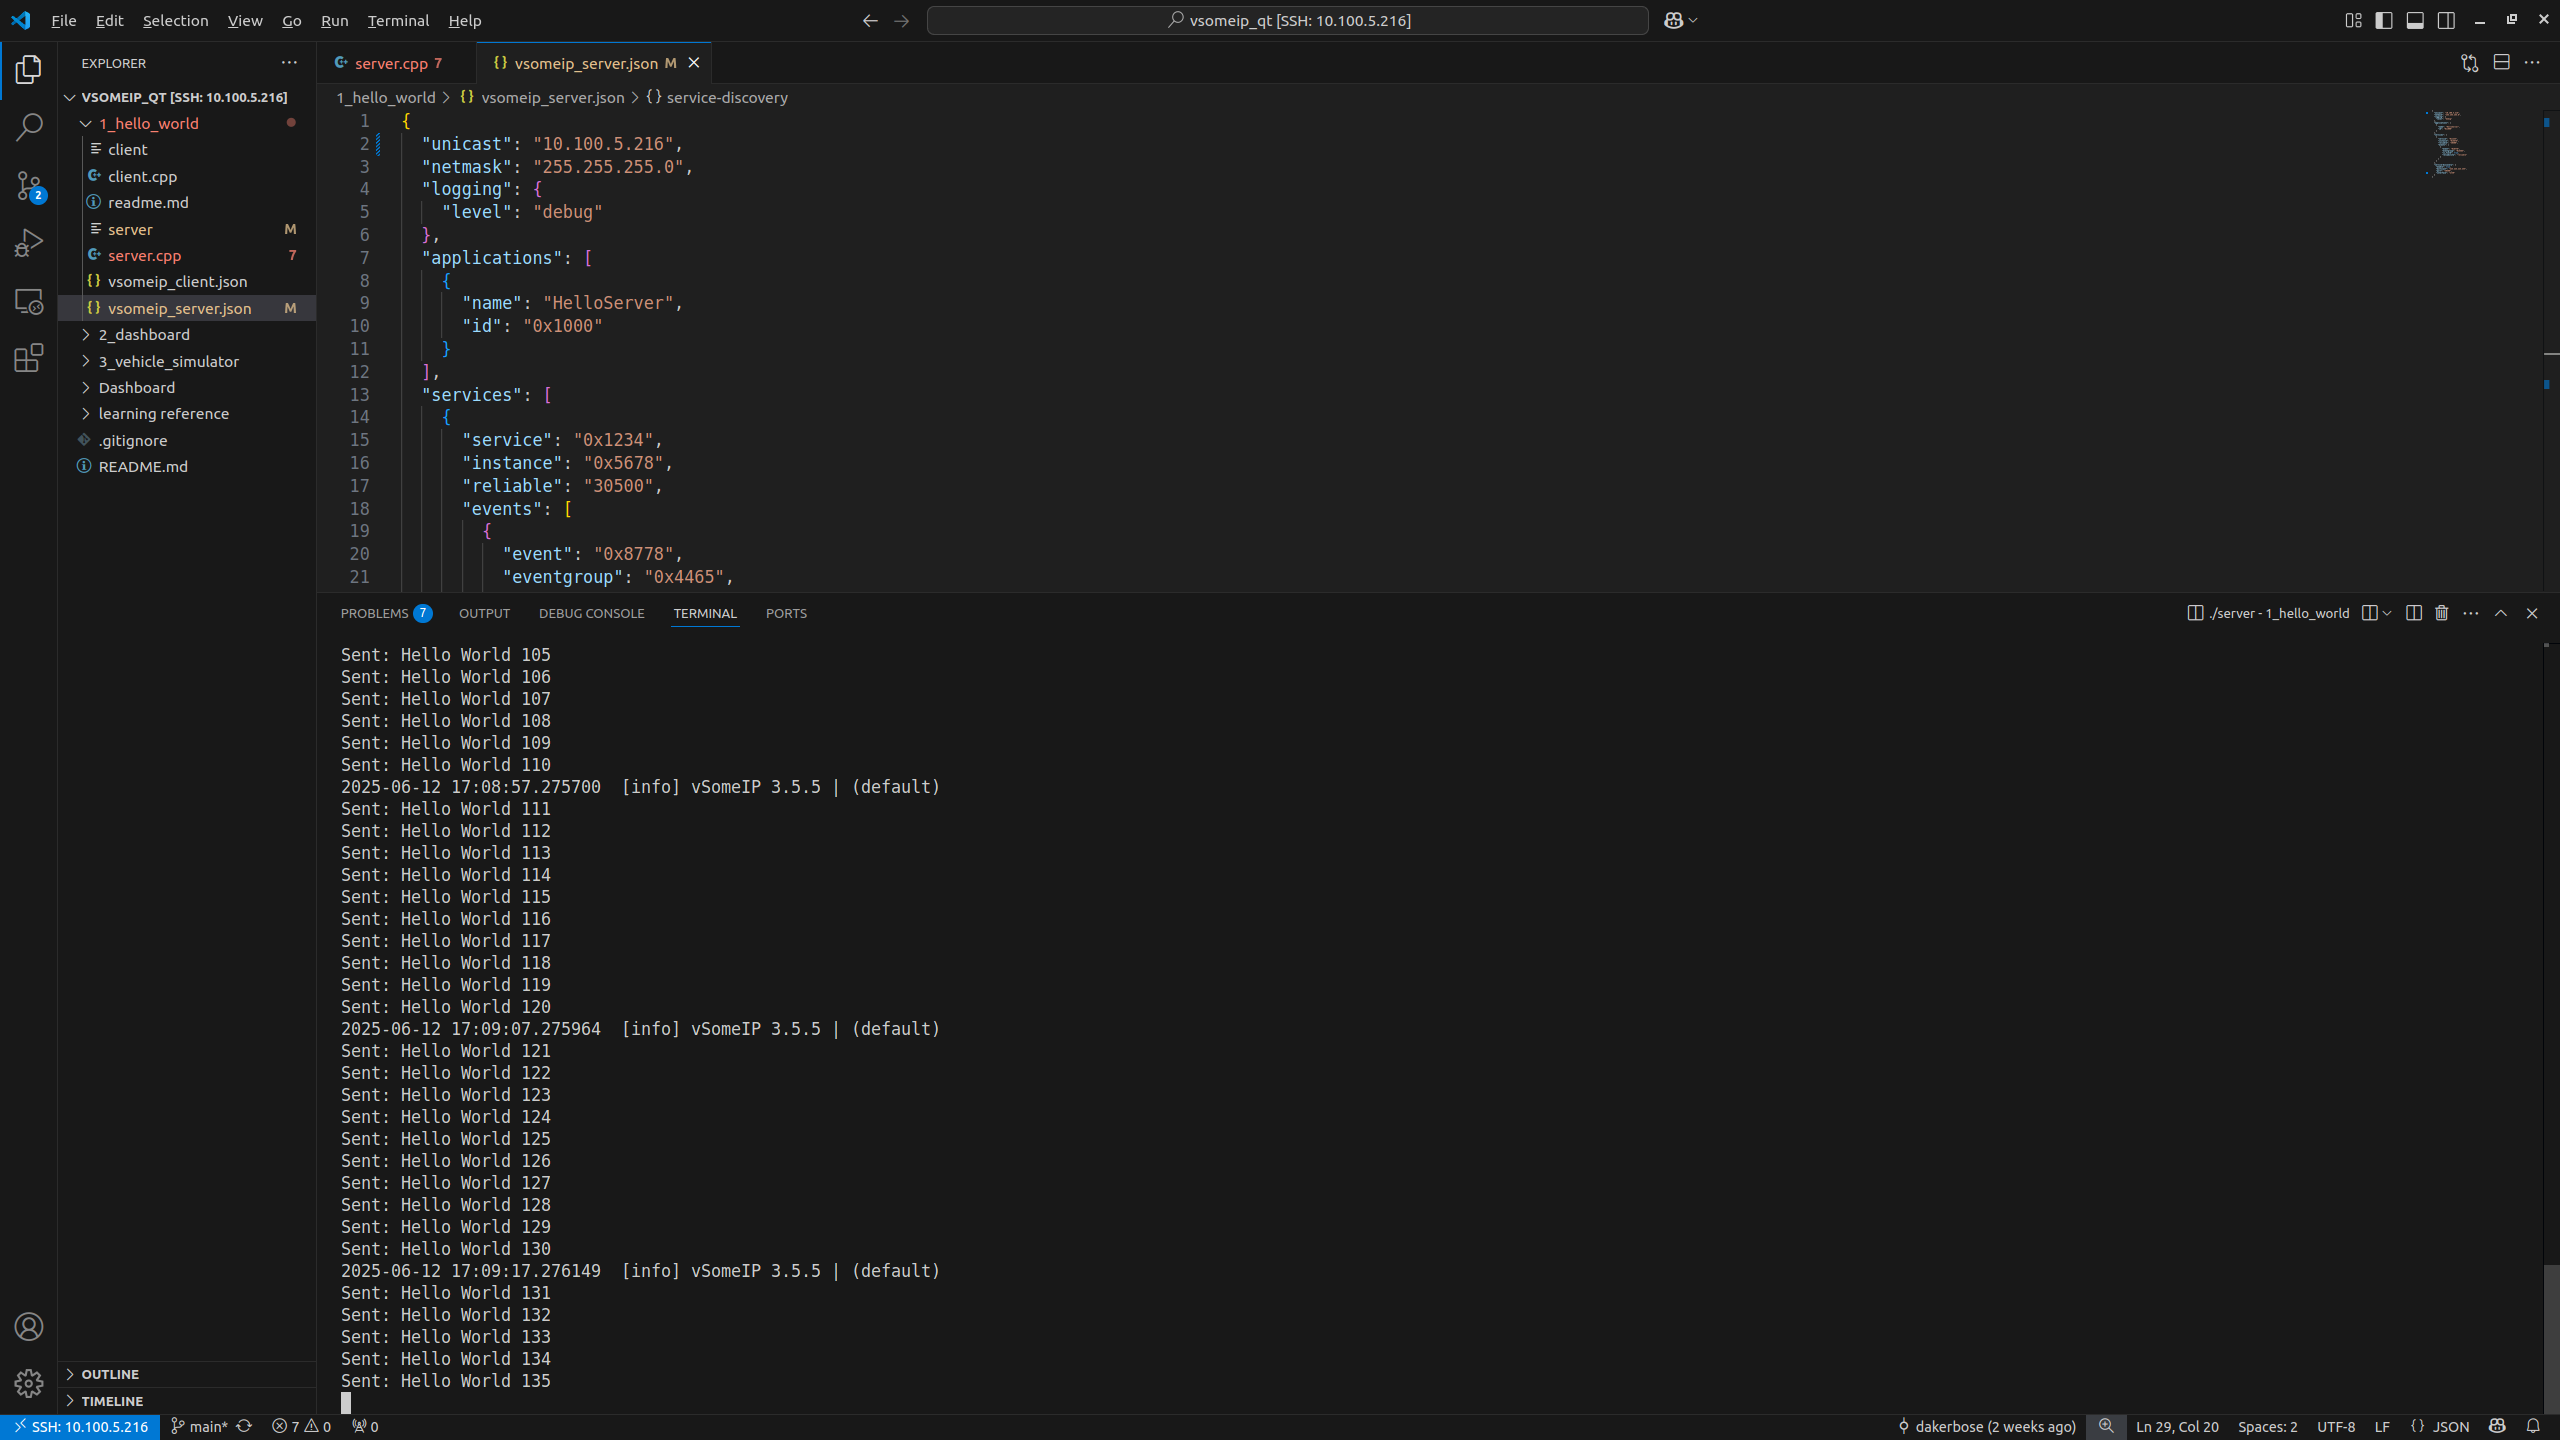 File Edit Selection View Go Run Terminal Help
vsomeip_qt [SSH: 10.100.5.216]
EXPLORER
VSOMEIP_QT [SSH: 10.100.5.216]
1_hello_world
client
client.cpp
readme.md
server M
server.cpp 7
vsomeip_client.json
vsomeip_server.json M
2_dashboard
3_vehicle_simulator
Dashboard
learning reference
.gitignore
README.md
OUTLINE
TIMELINE
2
server.cpp 7
vsomeip_server.json M
1_hello_world > {} vsomeip_server.json > {} service-discovery
1 {
2 "unicast": "10.100.5.216",
3 "netmask": "255.255.255.0",
4 "logging": {
5 "level": "debug"
6 },
7 "applications": [
8 {
9 "name": "HelloServer",
10 "id": "0x1000"
11 }
12 ],
13 "services": [
14 {
15 "service": "0x1234",
16 "instance": "0x5678",
17 "reliable": "30500",
18 "events": [
19 {
20 "event": "0x8778",
21 "eventgroup": "0x4465",
PROBLEMS 7 OUTPUT DEBUG CONSOLE TERMINAL PORTS
./server - 1_hello_world
Sent: Hello World 105
Sent: Hello World 106
Sent: Hello World 107
Sent: Hello World 108
Sent: Hello World 109
Sent: Hello World 110
2025-06-12 17:08:57.275700  [info] vSomeIP 3.5.5 | (default)
Sent: Hello World 111
Sent: Hello World 112
Sent: Hello World 113
Sent: Hello World 114
Sent: Hello World 115
Sent: Hello World 116
Sent: Hello World 117
Sent: Hello World 118
Sent: Hello World 119
Sent: Hello World 120
2025-06-12 17:09:07.275964  [info] vSomeIP 3.5.5 | (default)
Sent: Hello World 121
Sent: Hello World 122
Sent: Hello World 123
Sent: Hello World 124
Sent: Hello World 125
Sent: Hello World 126
Sent: Hello World 127
Sent: Hello World 128
Sent: Hello World 129
Sent: Hello World 130
2025-06-12 17:09:17.276149  [info] vSomeIP 3.5.5 | (default)
Sent: Hello World 131
Sent: Hello World 132
Sent: Hello World 133
Sent: Hello World 134
Sent: Hello World 135
SSH: 10.100.5.216 main* 7 0 0 dakerbose (2 weeks ago) Ln 29, Col 20 Spaces: 2 UTF-8 LF {} JSON